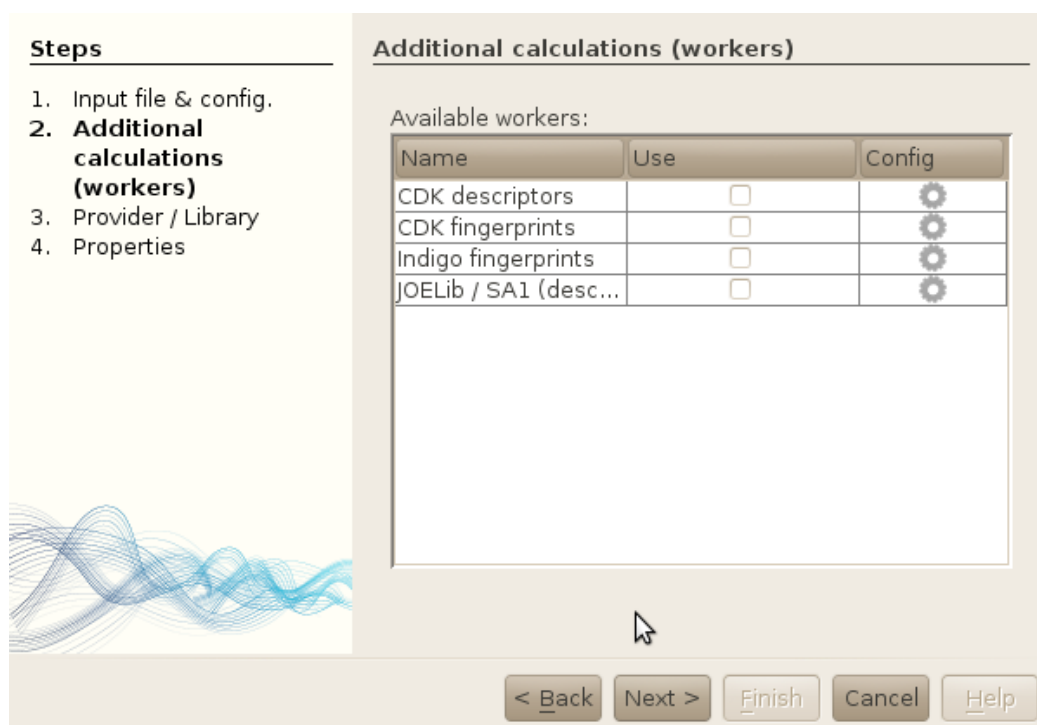 Steps
1. Input file & config.
2. Additional
calculations
(workers)
3. Provider / Library
4. Properties
Additional calculations (workers)
Available workers:
Name Use Config
CDK descriptors
CDK fingerprints
Indigo fingerprints
JOELib / SA1 (desc...
< Back Next > Finish Cancel Help